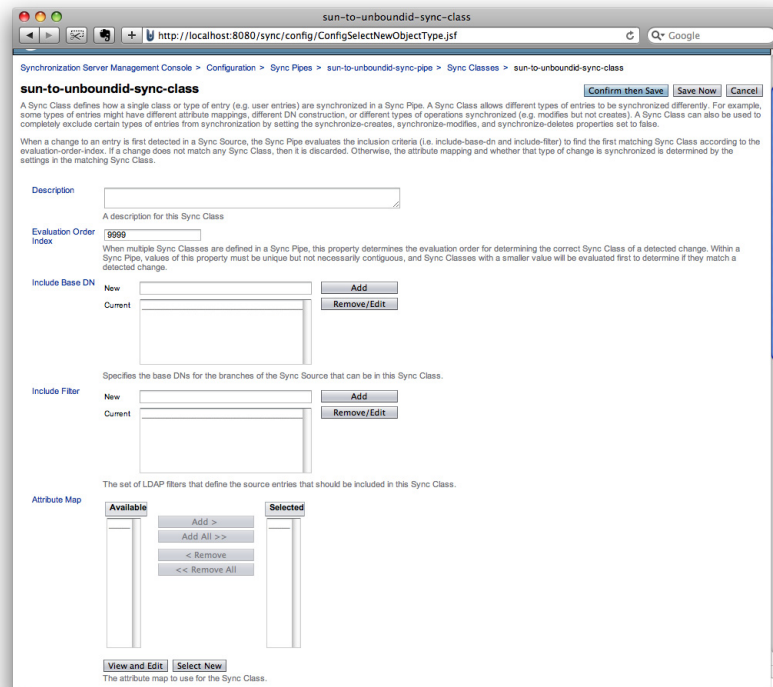 sun-to-unboundid-sync-class
http://localhost:8080/sync/config/ConfigSelectNewObjectType.jsf
Google
Synchronization Server Management Console > Configuration > Sync Pipes > sun-to-unboundid-sync-pipe > Sync Classes > sun-to-unboundid-sync-class
sun-to-unboundid-sync-class
Confirm then Save Save Now Cancel
A Sync Class defines how a single class or type of entry (e.g. user entries) are synchronized in a Sync Pipe. A Sync Class allows different types of entries to be synchronized differently. For example,
some types of entries might have different attribute mappings, different DN construction, or different types of operations synchronized (e.g. modifies but not creates). A Sync Class can also be used to
completely exclude certain types of entries from synchronization by setting the synchronize-creates, synchronize-modifies, and synchronize-deletes properties set to false.
When a change to an entry is first detected in a Sync Source, the Sync Pipe evaluates the inclusion criteria (i.e. include-base-dn and include-filter) to find the first matching Sync Class according to the
evaluation-order-index. If a change does not match any Sync Class, then it is discarded. Otherwise, the attribute mapping and whether that type of change is synchronized is determined by the
settings in the matching Sync Class.
Description
A description for this Sync Class
Evaluation Order
Index
9999
When multiple Sync Classes are defined in a Sync Pipe, this property determines the evaluation order for determining the correct Sync Class of a detected change. Within a
Sync Pipe, values of this property must be unique but not necessarily contiguous, and Sync Classes with a smaller value will be evaluated first to determine if they match a
detected change.
Include Base DN
New
Add
Current
Remove/Edit
Specifies the base DNs for the branches of the Sync Source that can be in this Sync Class.
Include Filter
New
Add
Current
Remove/Edit
The set of LDAP filters that define the source entries that should be included in this Sync Class.
Attribute Map
Available
Selected
Add >
Add All >>
< Remove
<< Remove All
View and Edit Select New
The attribute map to use for the Sync Class.